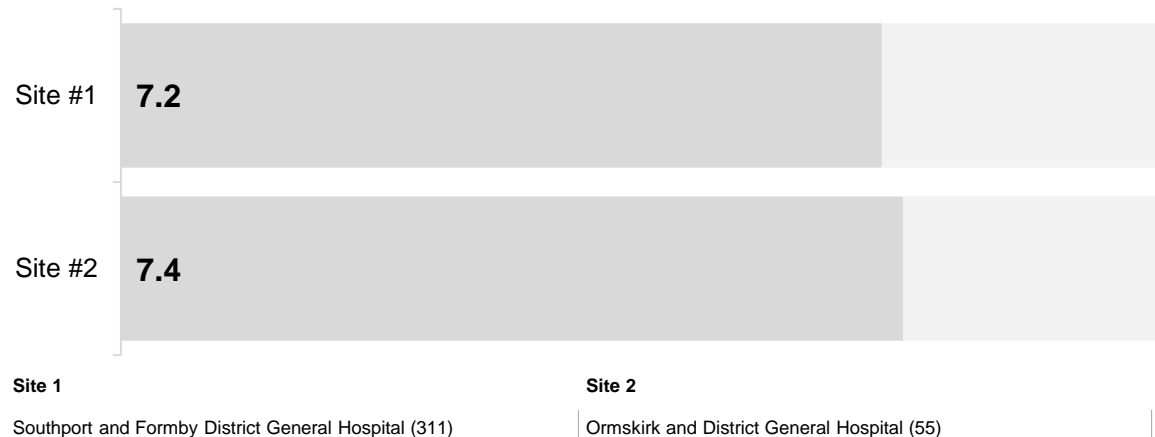 Site #1 7.2
Site #2 7.4
Site 1 Site 2
Southport and Formby District General Hospital (311) Ormskirk and District General Hospital (55)